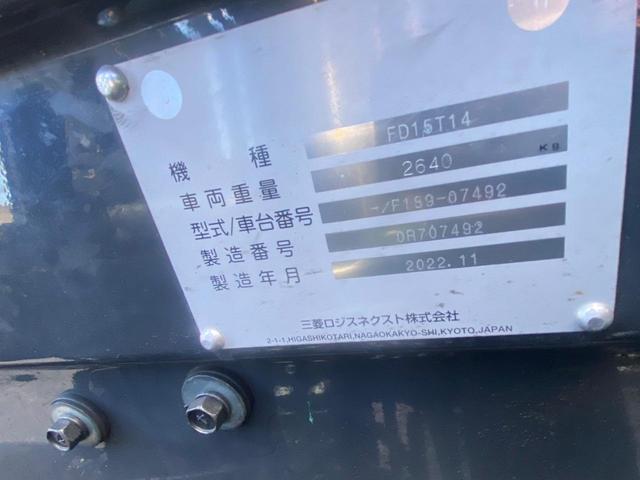 機種 FD15T14
車両重量 2640 Kg
型式/車台番号 -/F199-07492
製造番号 0R707492
製造年月 2022.11
三菱ロジスネクスト株式会社
2-1-1,HIGASHIKOTARI,NAGAOKAKYO-SHI,KYOTO,JAPAN